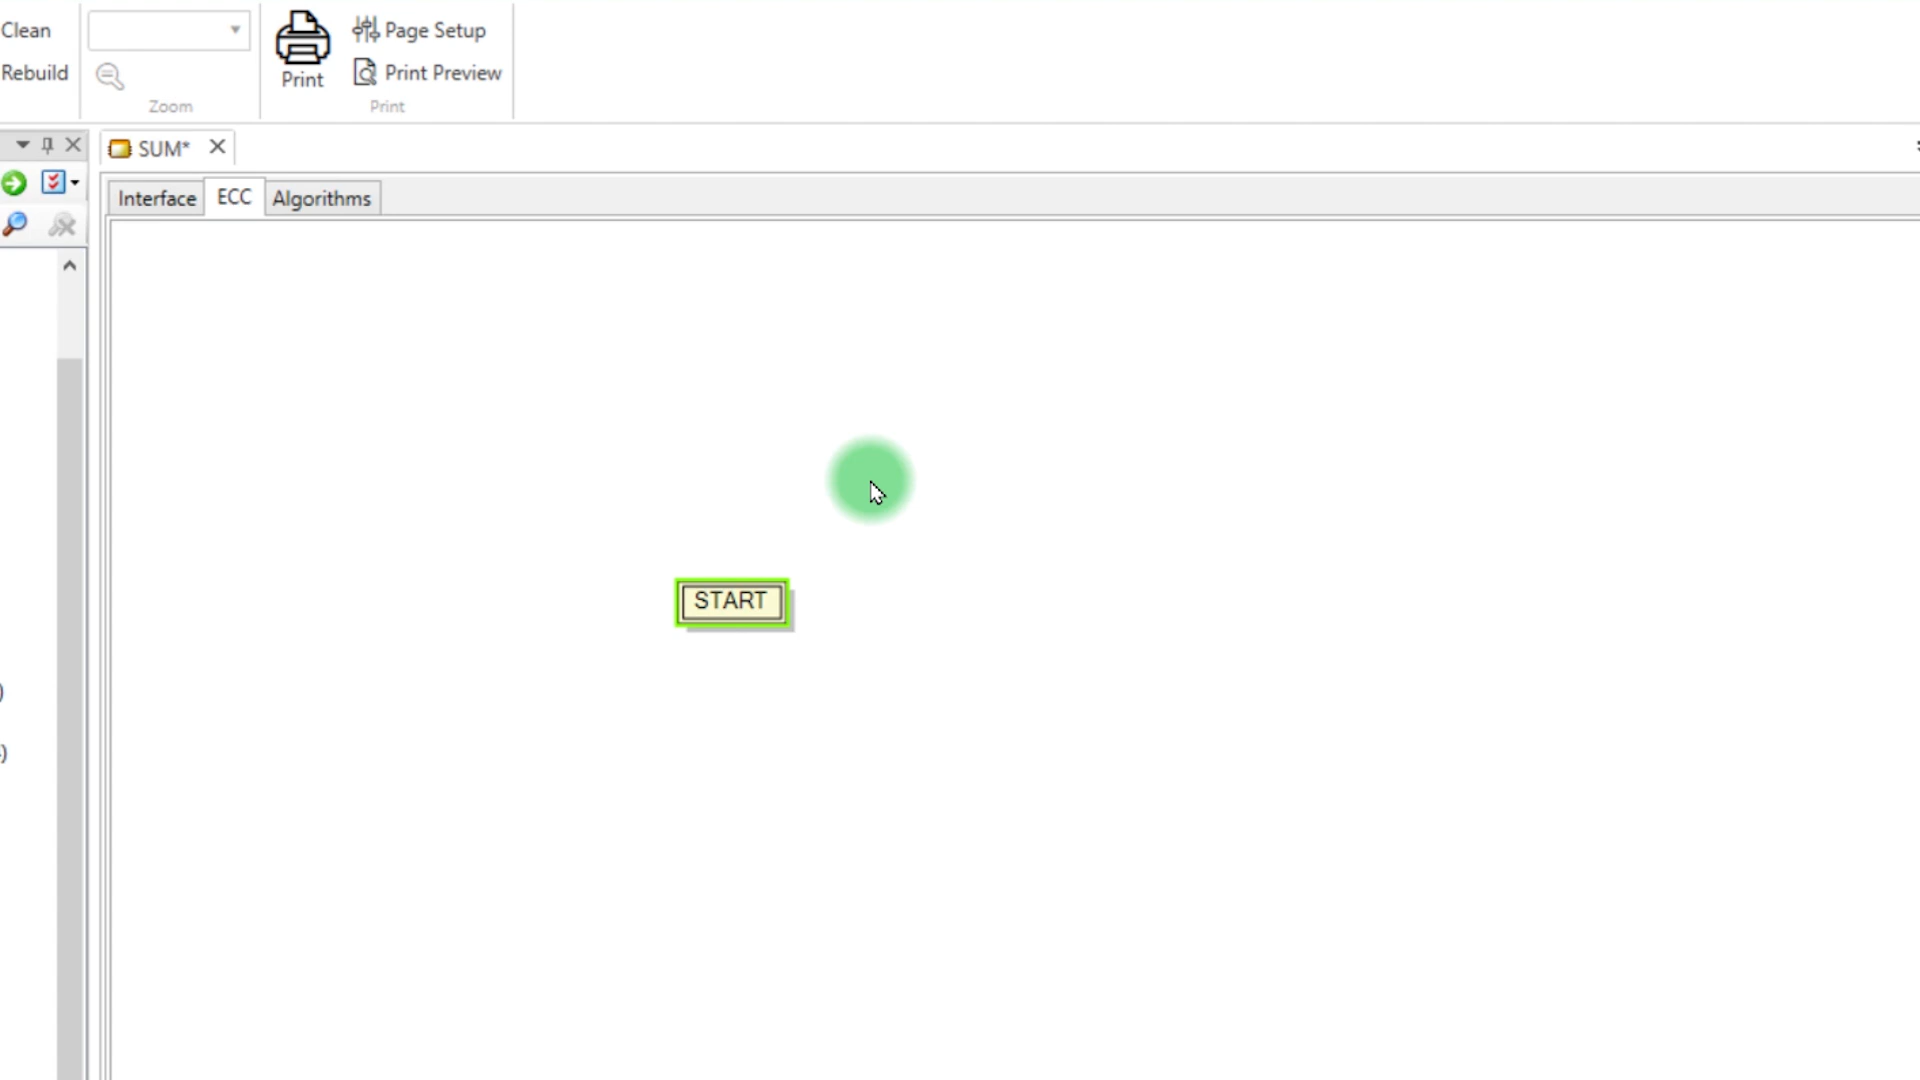 Clean
Rebuild
Zoom
Print
Page Setup
Print Preview
Print
SUM*
Interface
ECC
Algorithms
START
)
)